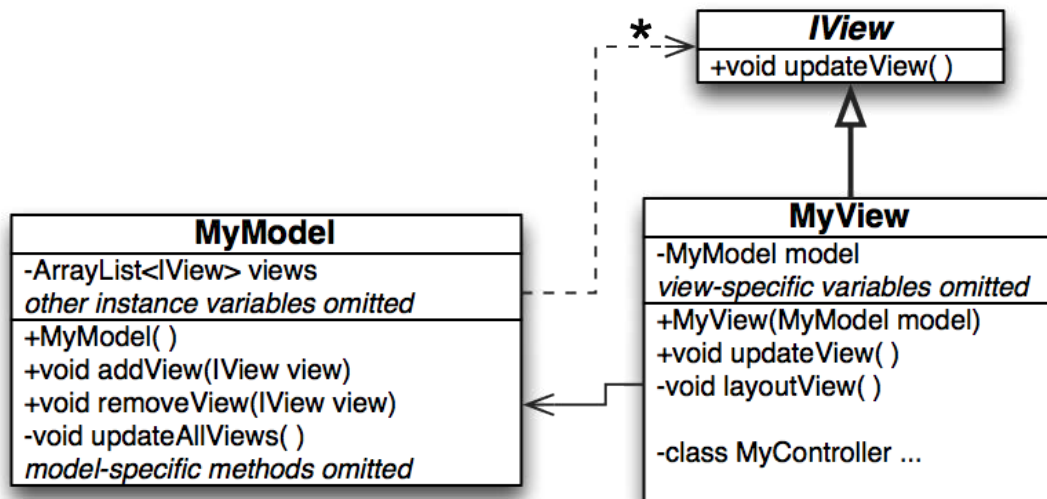 *
IView
+void updateView( )
MyModel
-ArrayList<IView> views
other instance variables omitted
+MyModel( )
+void addView(IView view)
+void removeView(IView view)
-void updateAllViews( )
model-specific methods omitted
MyView
-MyModel model
view-specific variables omitted
+MyView(MyModel model)
+void updateView( )
-void layoutView( )
-class MyController ...